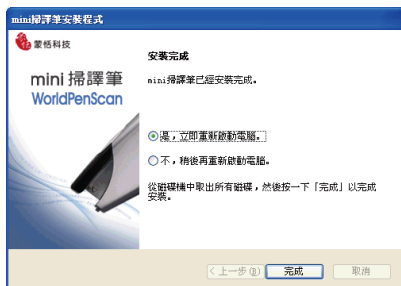 mini掃譯筆安裝程式
蒙恬科技
mini 掃譯筆
WorldPenScan
安裝完成
mini掃譯筆已經安裝完成。
是，立即重新啟動電腦。
不，稍後再重新啟動電腦。
從磁碟機中取出所有磁碟，然後按一下「完成」以完成
安裝。
< 上一步(B)
完成
取消